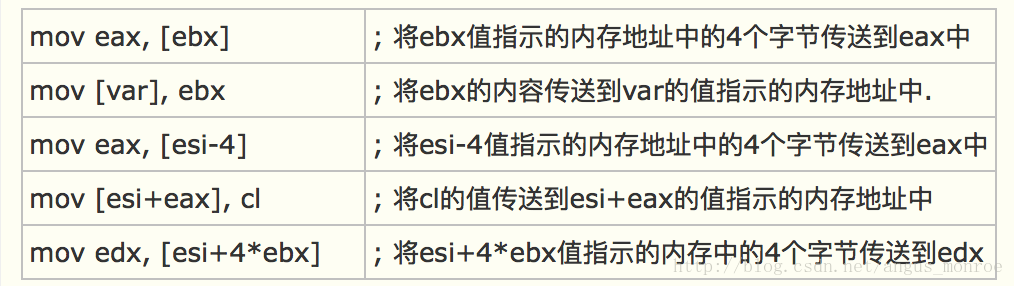 mov eax, [ebx] ; 将ebx值指示的内存地址中的4个字节传送到eax中
mov [var], ebx ; 将ebx的内容传送到var的值指示的内存地址中.
mov eax, [esi-4] ; 将esi-4值指示的内存地址中的4个字节传送到eax中
mov [esi+eax], cl ; 将cl的值传送到esi+eax的值指示的内存地址中
mov edx, [esi+4*ebx] ; 将esi+4*ebx值指示的内存中的4个字节传送到edx
http://blog.csdn.net/angus_monroe